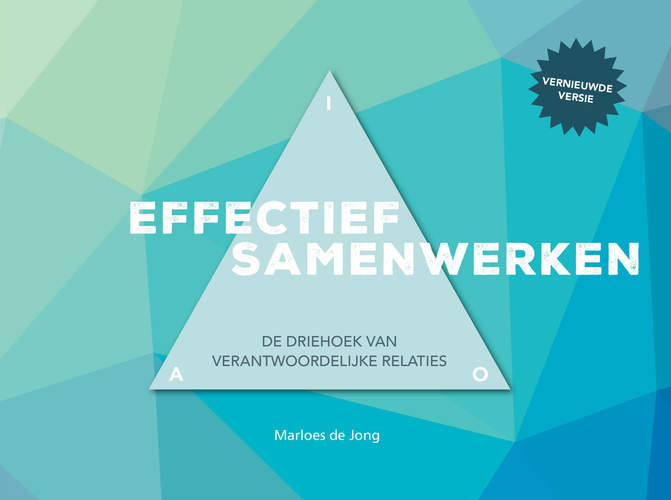 VERNIEUWDE
VERSIE
I
EFFECTIEF
SAMENWERKEN
DE DRIEHOEK VAN
VERANTWOORDELIJKE RELATIES
A
O
Marloes de Jong